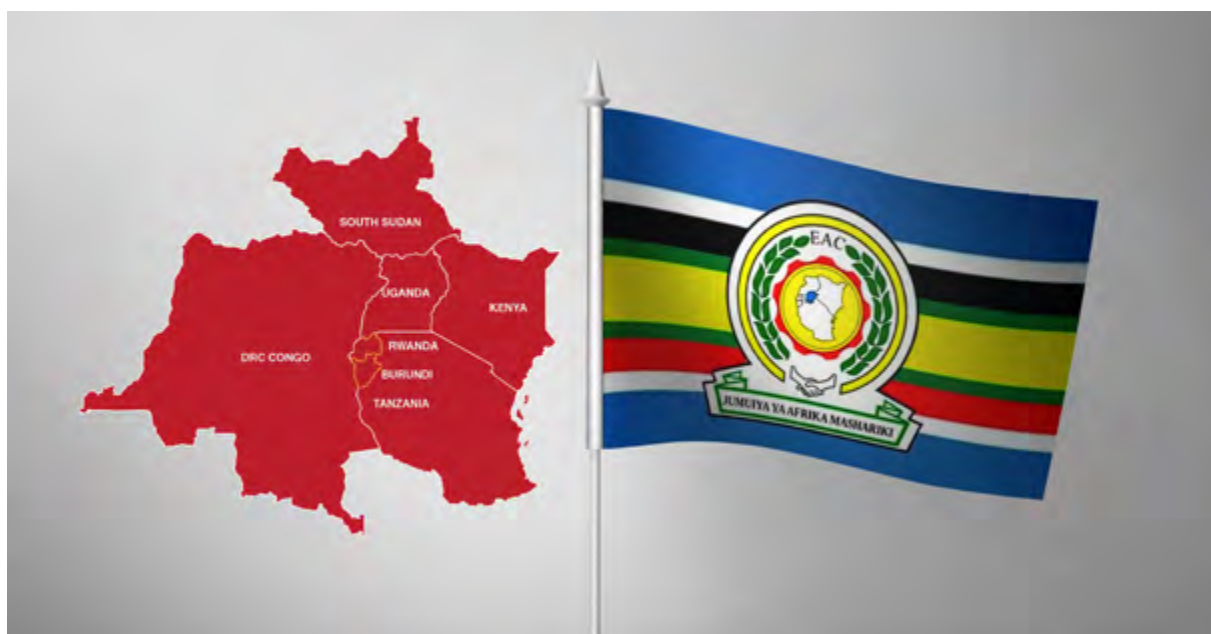 SOUTH SUDAN
UGANDA
KENYA
DRC CONGO
RWANDA
BURUNDI
TANZANIA
EAC
JUMUIYA YA AFRIKA MASHARIKI